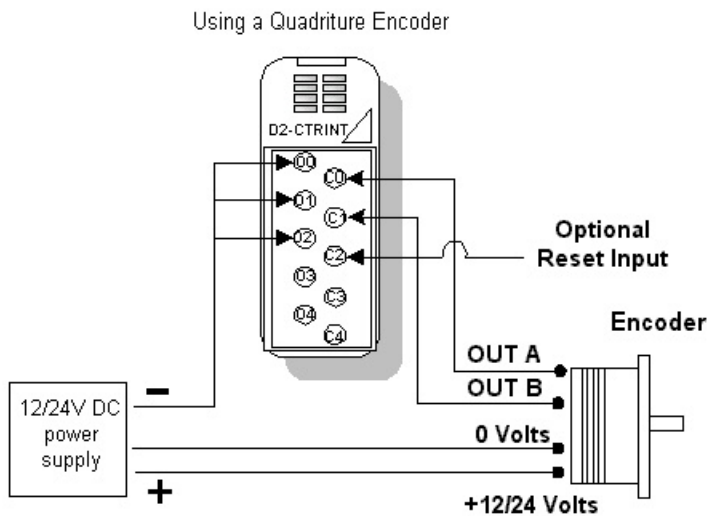 Using a Quadriture Encoder
D2-CTRINT
00
C0
01
C1
02
C2
03
C3
04
C4
Optional
Reset Input
Encoder
OUT A
OUT B
0 Volts
+12/24 Volts
12/24V DC
power
supply
−
+